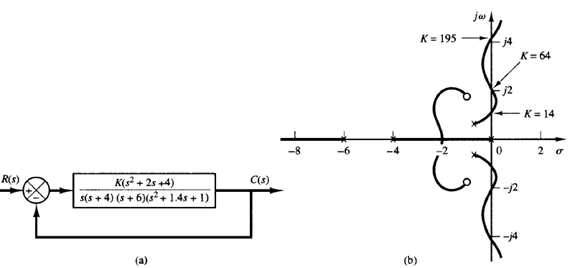 R(s)
+
−
K(s² + 2s +4)
s(s + 4) (s + 6)(s² + 1.4s + 1)
C(s)
(a)
jω
K = 195
j4
K = 64
j2
K = 14
−8
−6
−4
−2
0
2
σ
−j2
−j4
(b)